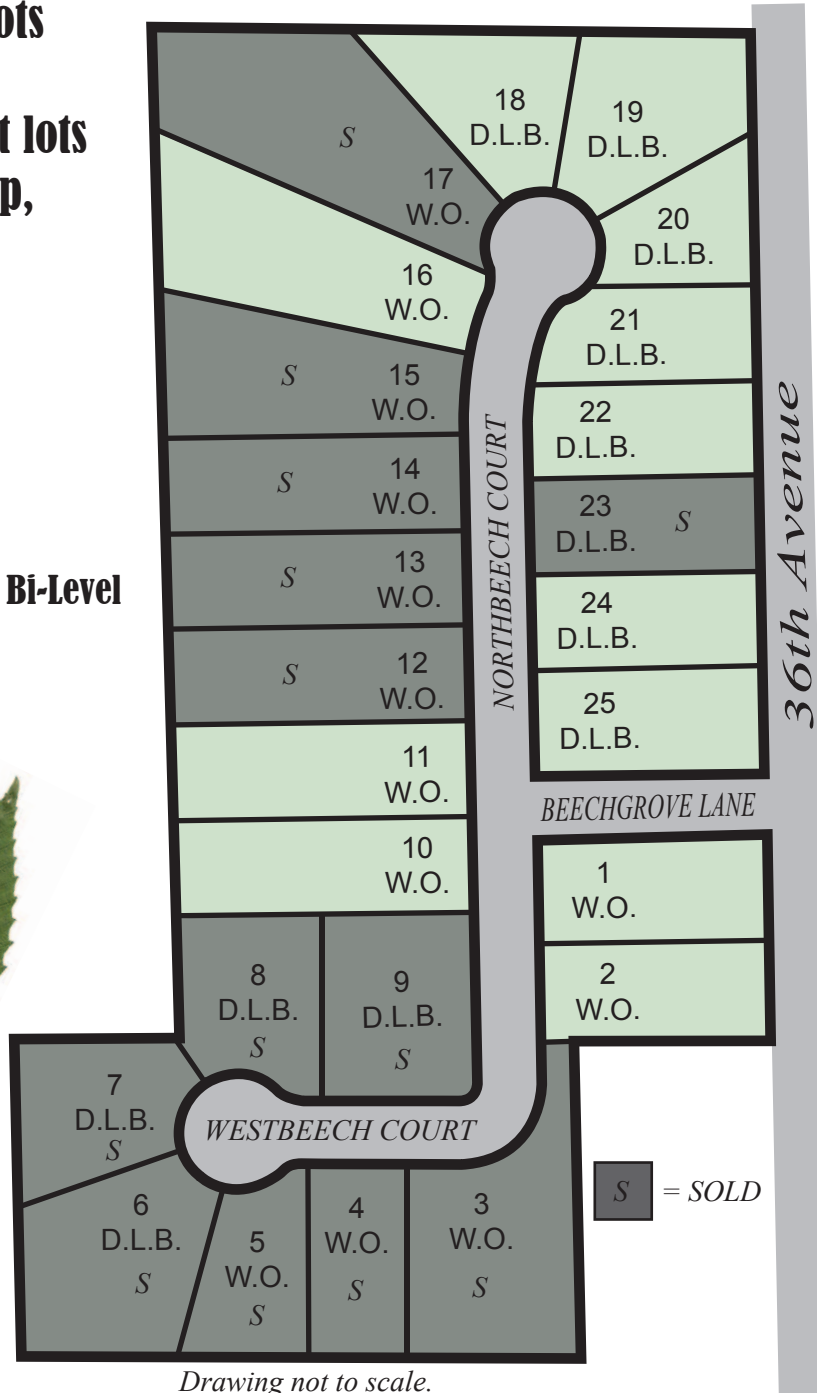 ots
t lots
p,
Bi-Level
S
17
W.O.
18
D.L.B.
19
D.L.B.
20
D.L.B.
16
W.O.
21
D.L.B.
S
15
W.O.
22
D.L.B.
S
14
W.O.
23
D.L.B.
S
S
13
W.O.
24
D.L.B.
S
12
W.O.
25
D.L.B.
11
W.O.
10
W.O.
NORTHBEECH COURT
36th Avenue
BEECHGROVE LANE
1
W.O.
2
W.O.
8
D.L.B.
S
9
D.L.B.
S
7
D.L.B.
S
WESTBEECH COURT
6
D.L.B.
S
5
W.O.
S
4
W.O.
S
3
W.O.
S
S = SOLD
Drawing not to scale.